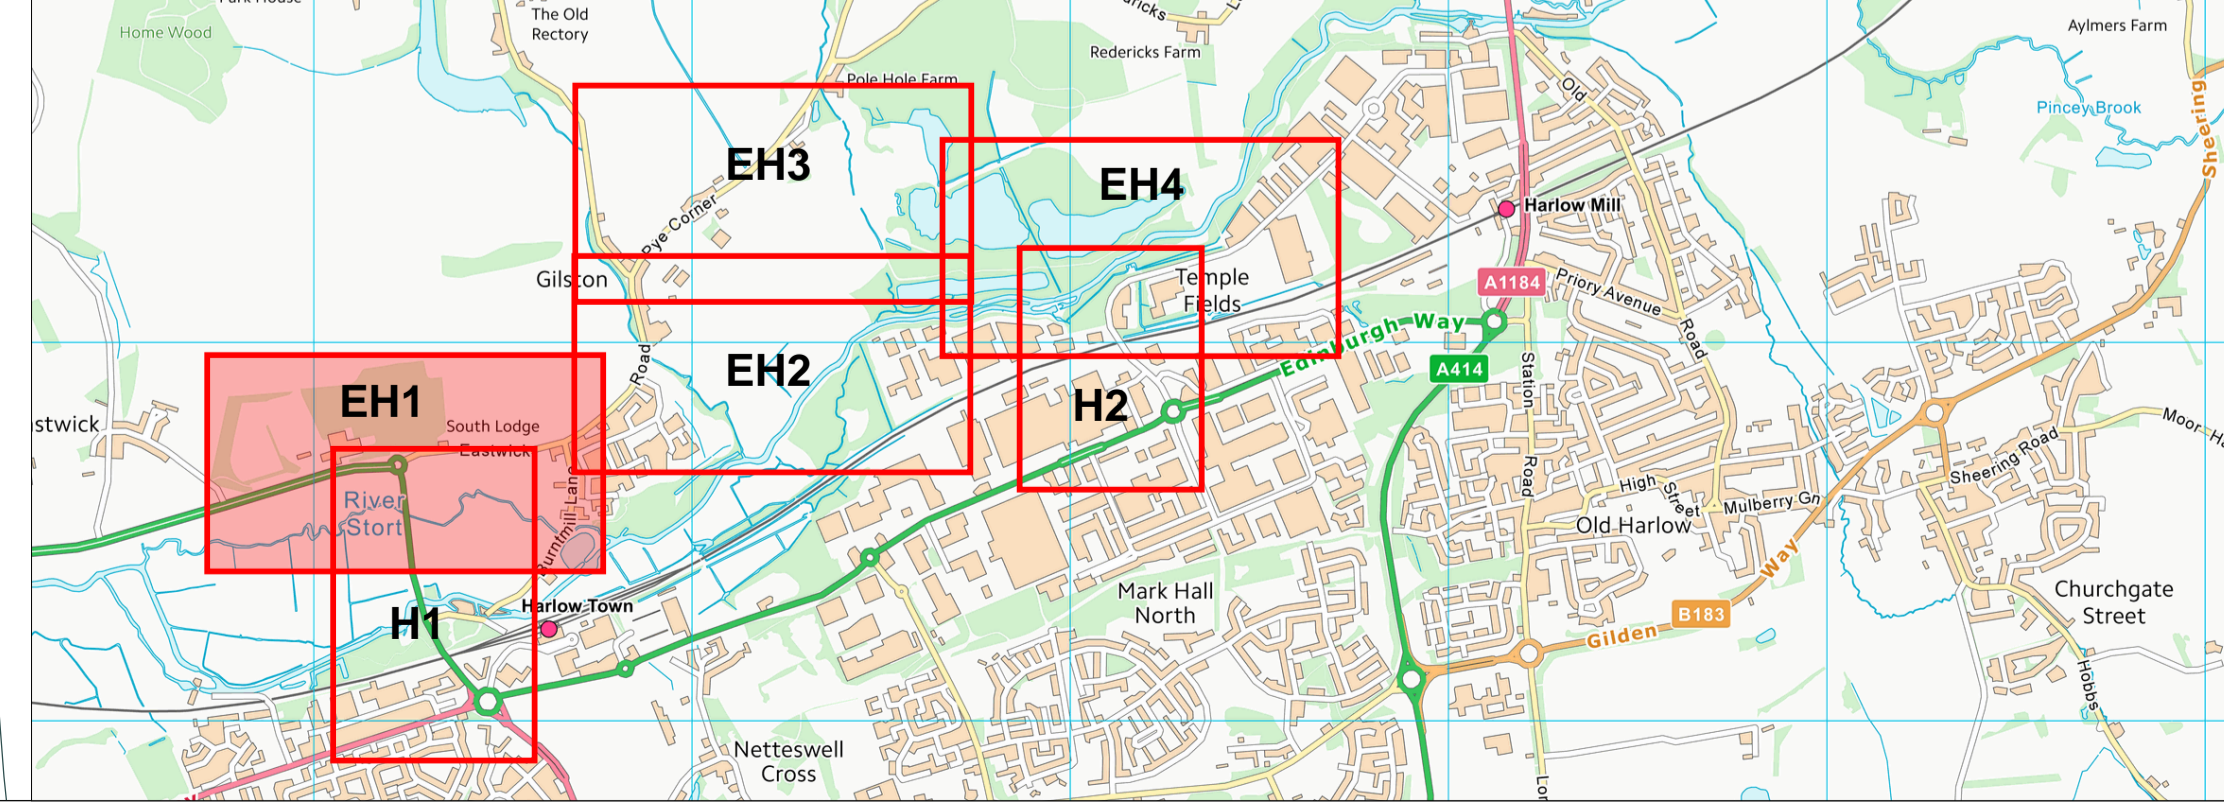 Home Wood
The Old
Rectory
Redericks Farm
Aylmers Farm
Pole Hole Farm
Old
Pincey Brook
Sheering
EH3
EH4
Pye Corner
Harlow Mill
Gilston
Temple
Fields
A1184
Priory Avenue
Edinburgh Way
Road
Road
EH2
A414
Station
Road
EH1
South Lodge
Eastwick
stwick
H2
Moor
Sheering Road
River
Stort
Burntmill Lane
High Street
Mulberry Gn
Old Harlow
Way
Mark Hall
North
Churchgate
Street
Harlow Town
H1
B183
Gilden
Hobbs
Netteswell
Cross